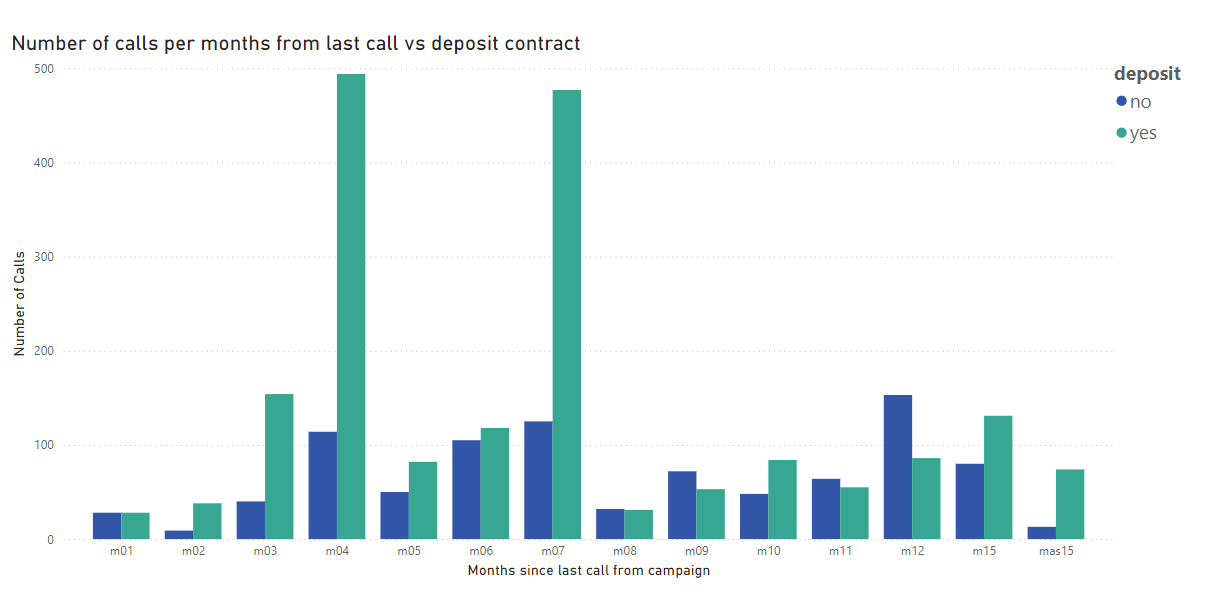 Number of calls per months from last call vs deposit contract
deposit
no
yes
Number of Calls
500
400
300
200
100
0
m01 m02 m03 m04 m05 m06 m07 m08 m09 m10 m11 m12 m15 mas15
Months since last call from campaign